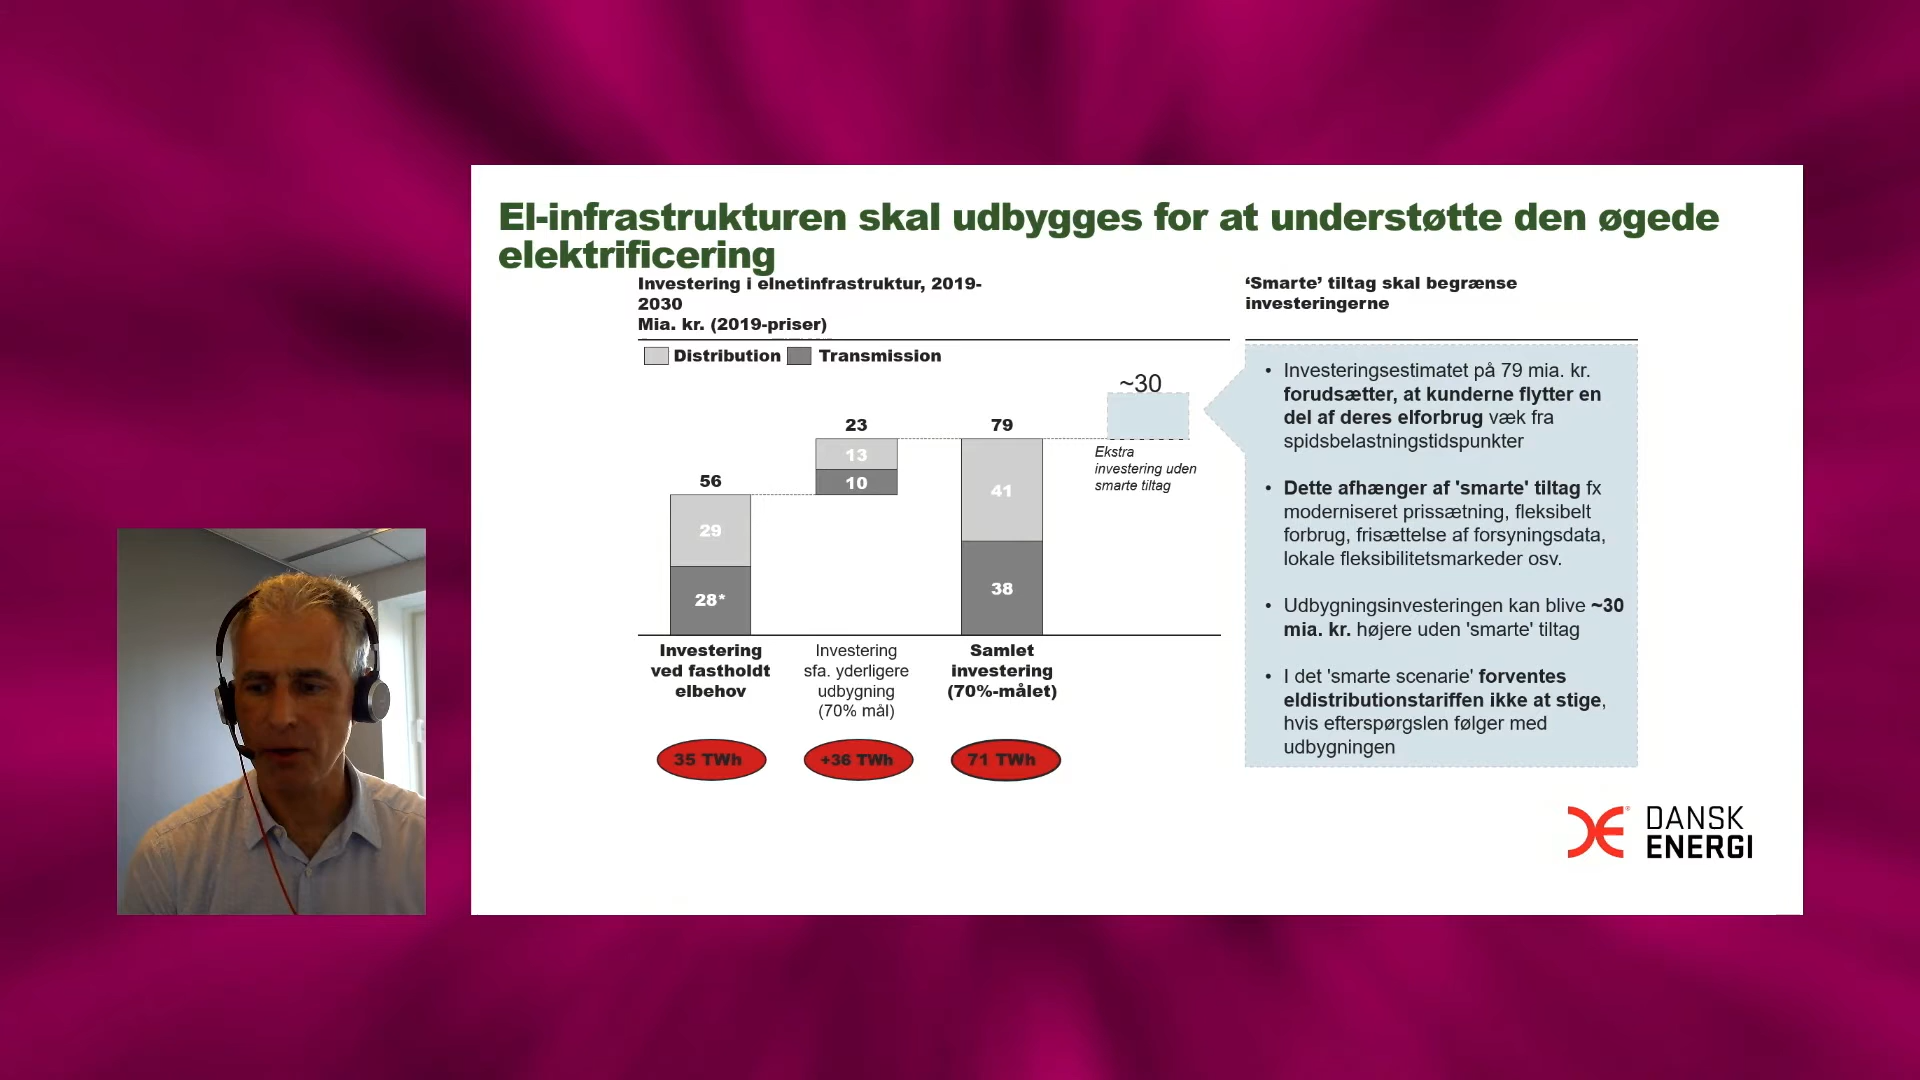 El-infrastrukturen skal udbygges for at understøtte den øgede
elektrificering
Investering i elnetinfrastruktur, 2019-
2030
Mia. kr. (2019-priser)
Distribution Transmission
56
29
28*
23
13
10
79
41
38
~30
Ekstra
investering uden
smarte tiltag
Investering
ved fastholdt
elbehov
Investering
sfa. yderligere
udbygning
(70% mål)
Samlet
investering
(70%-målet)
35 TWh
+36 TWh
71 TWh
‘Smarte’ tiltag skal begrænse
investeringerne
• Investeringsestimatet på 79 mia. kr.
forudsætter, at kunderne flytter en
del af deres elforbrug væk fra
spidsbelastningstidspunkter
• Dette afhænger af 'smarte' tiltag fx
moderniseret prissætning, fleksibelt
forbrug, frisættelse af forsyningsdata,
lokale fleksibilitetsmarkeder osv.
• Udbygningsinvesteringen kan blive ~30
mia. kr. højere uden 'smarte' tiltag
• I det 'smarte scenarie' forventes
eldistributionstariffen ikke at stige,
hvis efterspørgslen følger med
udbygningen
DANSK
ENERGI